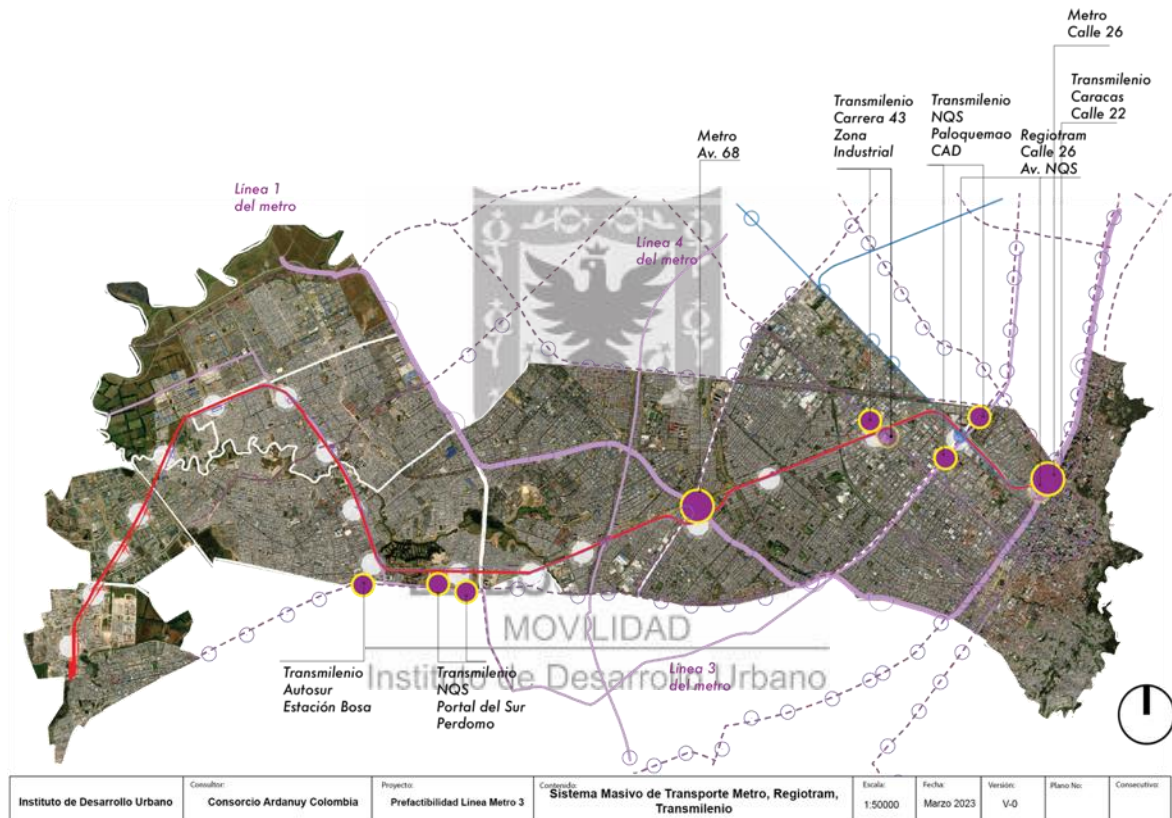 Metro
Calle 26
Transmilenio
Caracas
Calle 22
Transmilenio
Carrera 43
Zona
Industrial
Transmilenio
NQS
Paloquemao
CAD
Regiotram
Calle 26
Av. NQS
Metro
Av. 68
Línea 1
del metro
Línea 4
del metro
MOVILIDAD
Instituto de Desarrollo Urbano
Transmilenio
Autosur
Estación Bosa
Transmilenio
NQS
Portal del Sur
Perdomo
Línea 3
del metro
Instituto de Desarrollo Urbano
Consultor:
Consorcio Ardanuy Colombia
Proyecto:
Prefactibilidad Linea Metro 3
Contenido:
Sistema Masivo de Transporte Metro, Regiotram,
Transmilenio
Escala:
1:50000
Fecha:
Marzo 2023
Versión:
V-0
Plano No:
Consecutivo: